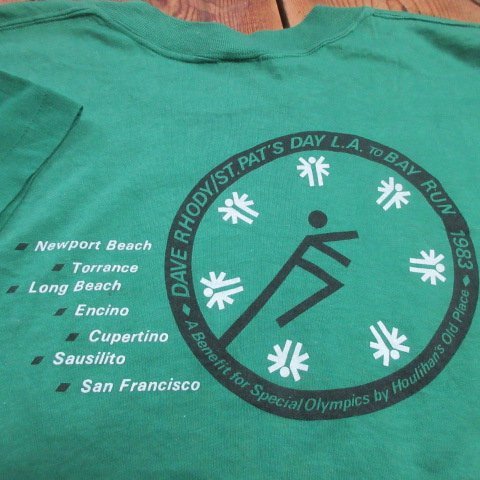 DAVE RHODY/ST. PAT'S DAY L.A. TO BAY RUN 1983
A Benefit for Special Olympics by Houlihan's Old Place
Newport Beach
Torrance
Long Beach
Encino
Cupertino
Sausilito
San Francisco